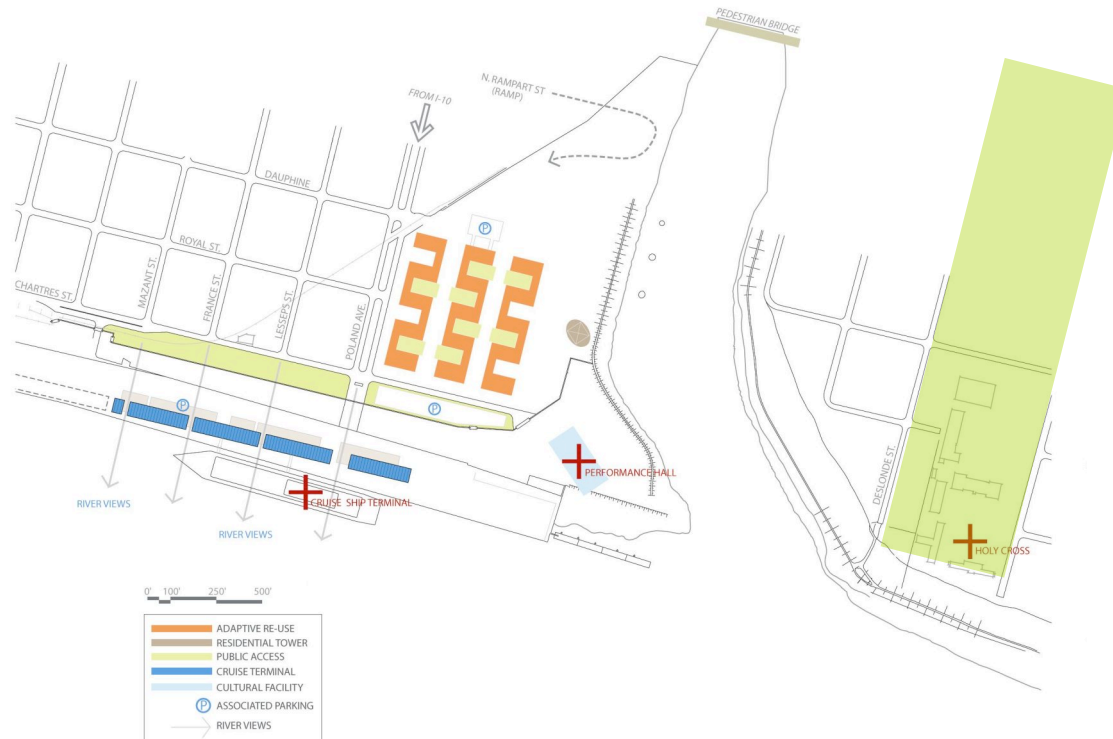 PEDESTRIAN BRIDGE
N. RAMPART ST
(RAMP)
FROM I-10
DAUPHINE
ROYAL ST.
MAZANT ST.
FRANCE ST.
CHARTRES ST.
LESSEPS ST.
POLAND AVE.
P
P
P
DESLONDE ST.
PERFORMANCE HALL
CRUISE SHIP TERMINAL
RIVER VIEWS
RIVER VIEWS
HOLY CROSS
0' 100' 250' 500'
ADAPTIVE RE-USE
RESIDENTIAL TOWER
PUBLIC ACCESS
CRUISE TERMINAL
CULTURAL FACILITY
P ASSOCIATED PARKING
RIVER VIEWS